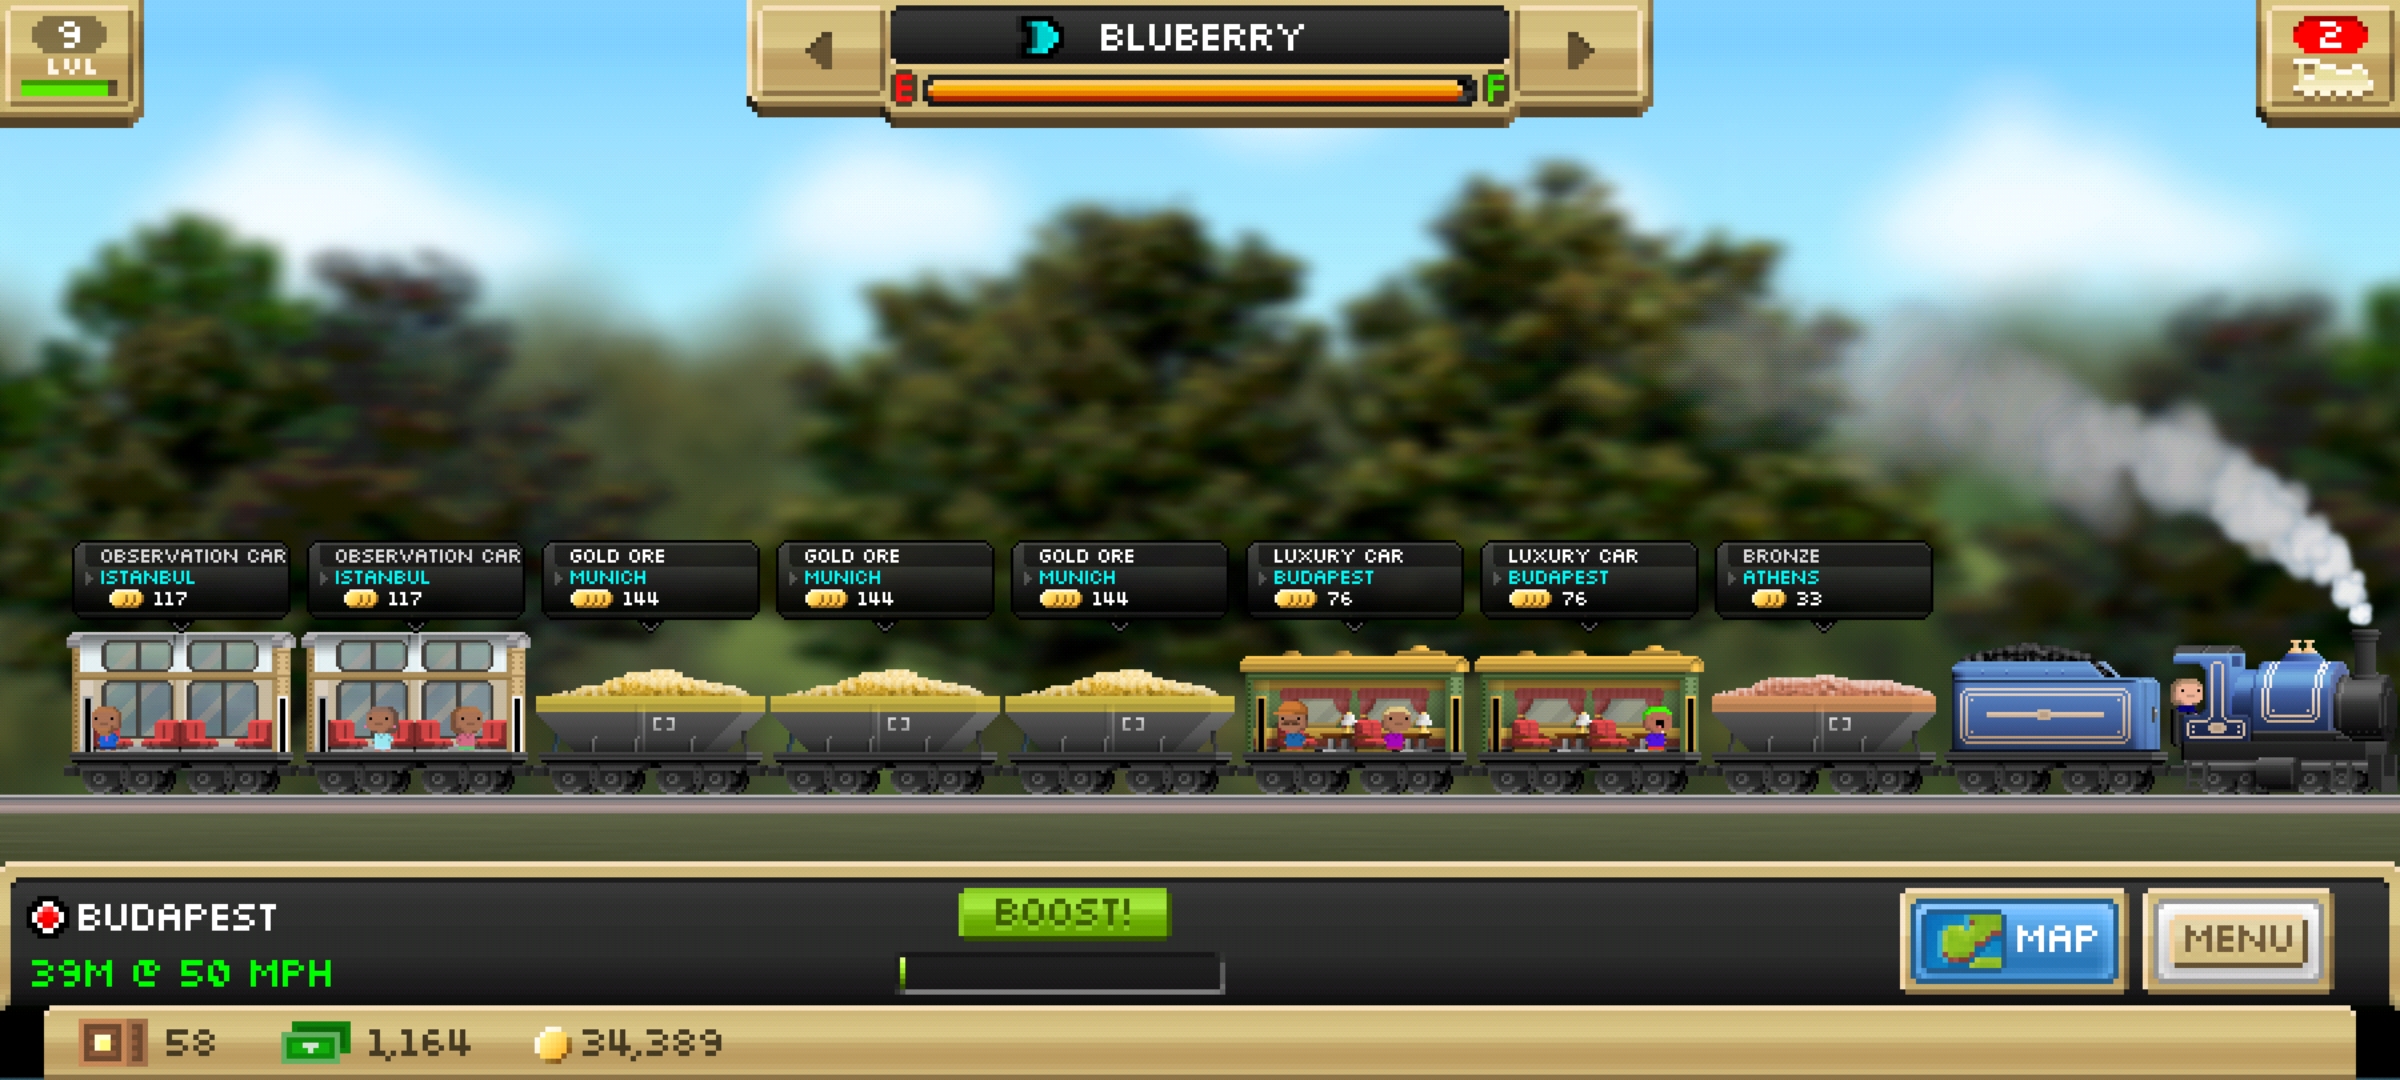 9
LVL
BLUBERRY
E F
2
OBSERVATION CAR
ISTANBUL
117
OBSERVATION CAR
ISTANBUL
117
GOLD ORE
MUNICH
144
GOLD ORE
MUNICH
144
GOLD ORE
MUNICH
144
LUXURY CAR
BUDAPEST
76
LUXURY CAR
BUDAPEST
76
BRONZE
ATHENS
33
BUDAPEST
39M @ 50 MPH
BOOST!
MAP
MENU
58
1,164
34,389